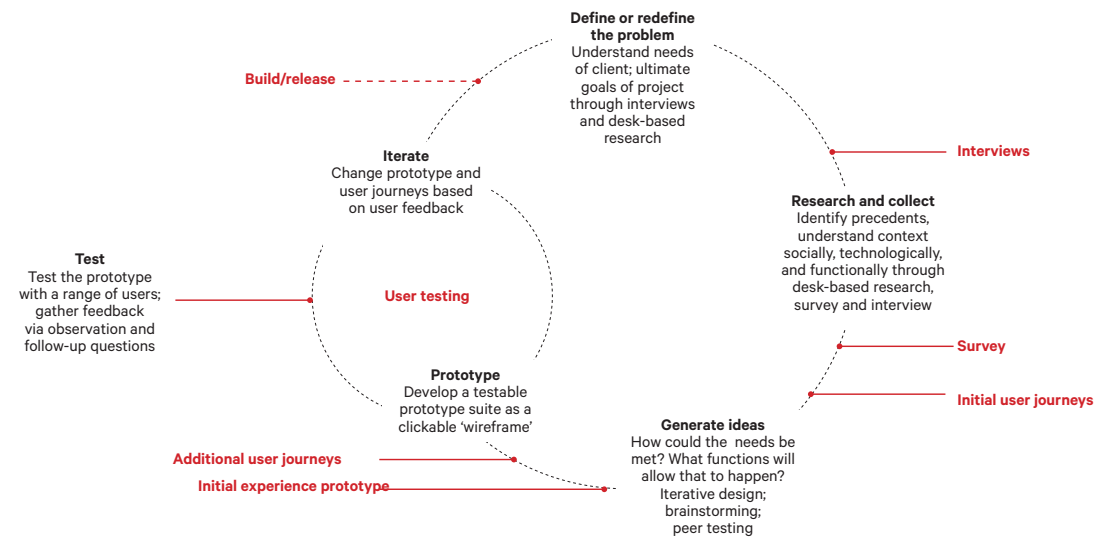 Define or redefine
the problem
Understand needs
of client; ultimate
goals of project
through interviews
and desk-based
research
Build/release
Interviews
Iterate
Change prototype and
user journeys based
on user feedback
Research and collect
Identify precedents,
understand context
socially, technologically,
and functionally through
desk-based research,
survey and interview
Test
Test the prototype
with a range of users;
gather feedback
via observation and
follow-up questions
User testing
Survey
Initial user journeys
Prototype
Develop a testable
prototype suite as a
clickable ‘wireframe’
Generate ideas
How could the needs be
met? What functions will
allow that to happen?
Iterative design;
brainstorming;
peer testing
Additional user journeys
Initial experience prototype